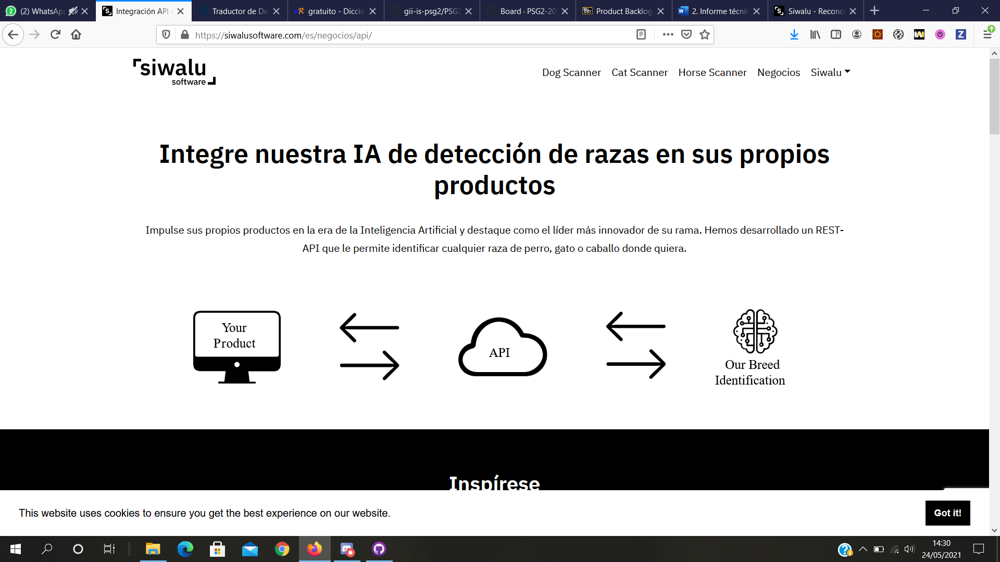 (2) WhatsApp
Integración API
Traductor de De
gratuito - Diccio
gii-is-psg2/PSG2
Board · PSG2-20
Product Backlog
2. Informe técnic
Siwalu - Recono
https://siwalusoftware.com/es/negocios/api/
siwalu
software
Dog Scanner
Cat Scanner
Horse Scanner
Negocios
Siwalu
Integre nuestra IA de detección de razas en sus propios
productos
Impulse sus propios productos en la era de la Inteligencia Artificial y destaque como el líder más innovador de su rama. Hemos desarrollado un REST-
API que le permite identificar cualquier raza de perro, gato o caballo donde quiera.
Your
Product
API
Our Breed
Identification
Inspírese
This website uses cookies to ensure you get the best experience on our website.
Got it!
14:30
24/05/2021